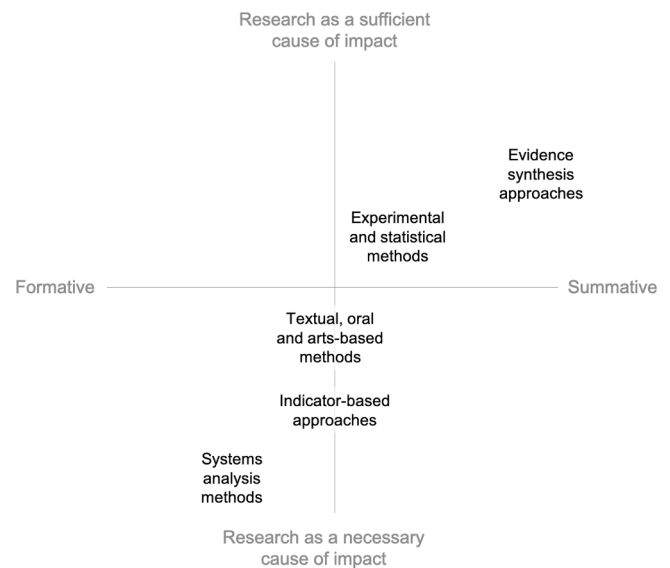 Research as a sufficient
cause of impact
Evidence
synthesis
approaches
Experimental
and statistical
methods
Formative
Summative
Textual, oral
and arts-based
methods
Indicator-based
approaches
Systems
analysis
methods
Research as a necessary
cause of impact